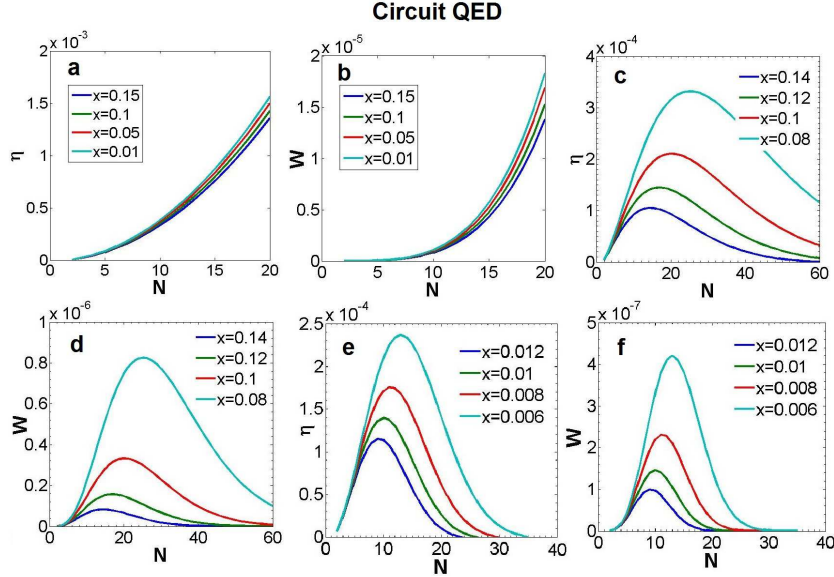 Circuit QED
x 10⁻³
a
x=0.15
x=0.1
x=0.05
x=0.01
η
2
1.5
1
0.5
0
0 5 10 15 20
N
x 10⁻⁵
b
x=0.15
x=0.1
x=0.05
x=0.01
W
2
1.5
1
0.5
0
0 5 10 15 20
N
x 10⁻⁴
c
x=0.14
x=0.12
x=0.1
x=0.08
η
4
3
2
1
0
0 20 40 60
N
x 10⁻⁶
d
x=0.14
x=0.12
x=0.1
x=0.08
W
1
0.8
0.6
0.4
0.2
0
0 20 40 60
N
x 10⁻⁴
e
x=0.012
x=0.01
x=0.008
x=0.006
η
2.5
2
1.5
1
0.5
0
0 10 20 30 40
N
x 10⁻⁷
f
x=0.012
x=0.01
x=0.008
x=0.006
W
5
4
3
2
1
0
0 10 20 30 40
N